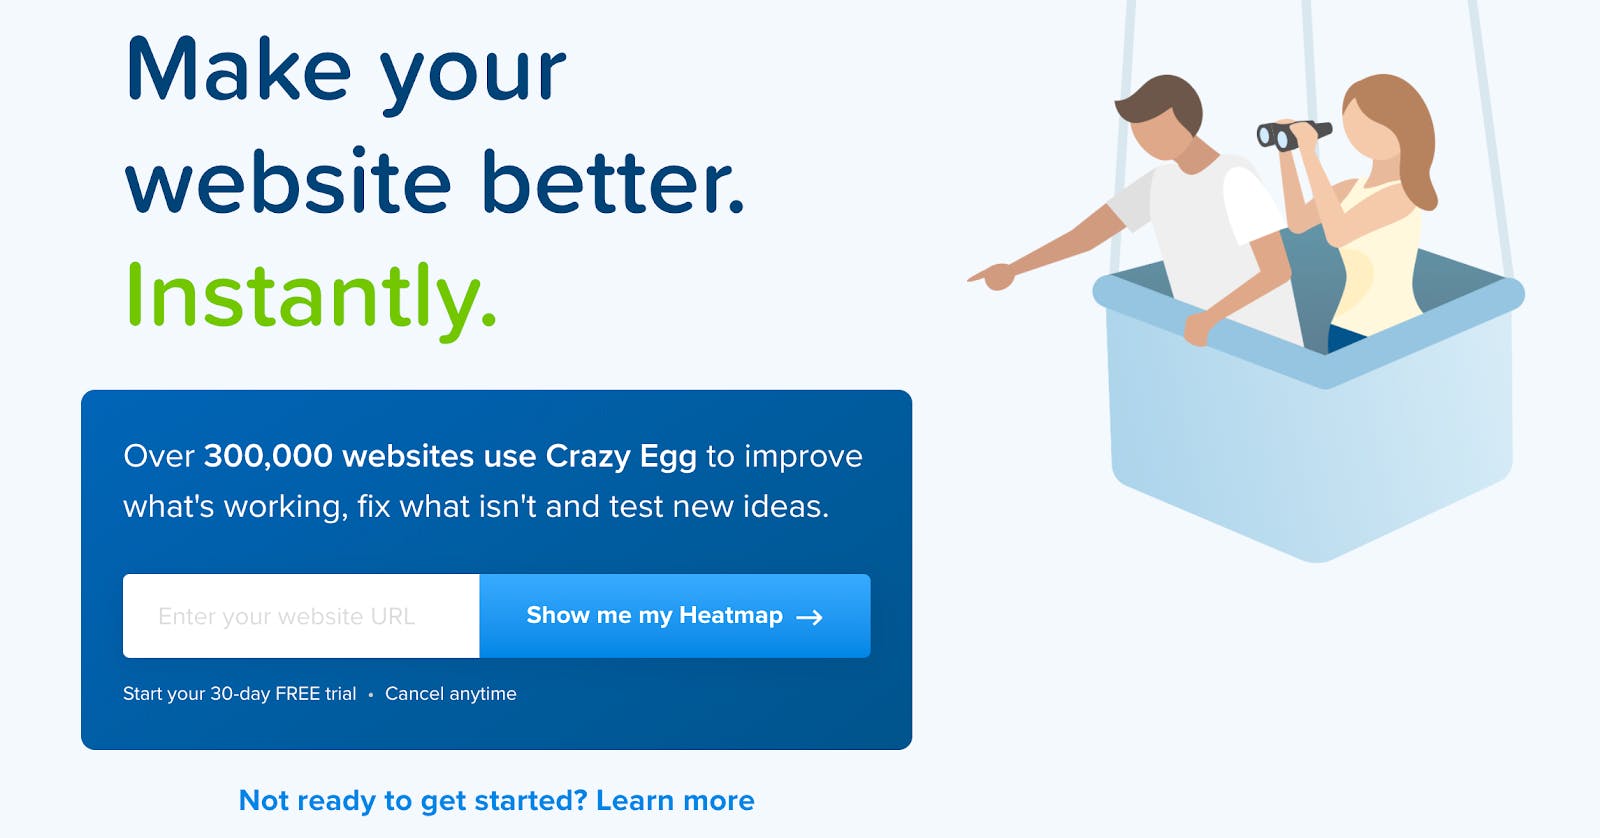 Make your
website better.
Instantly.
Over 300,000 websites use Crazy Egg to improve
what's working, fix what isn't and test new ideas.
Enter your website URL
Show me my Heatmap →
Start your 30-day FREE trial • Cancel anytime
Not ready to get started? Learn more